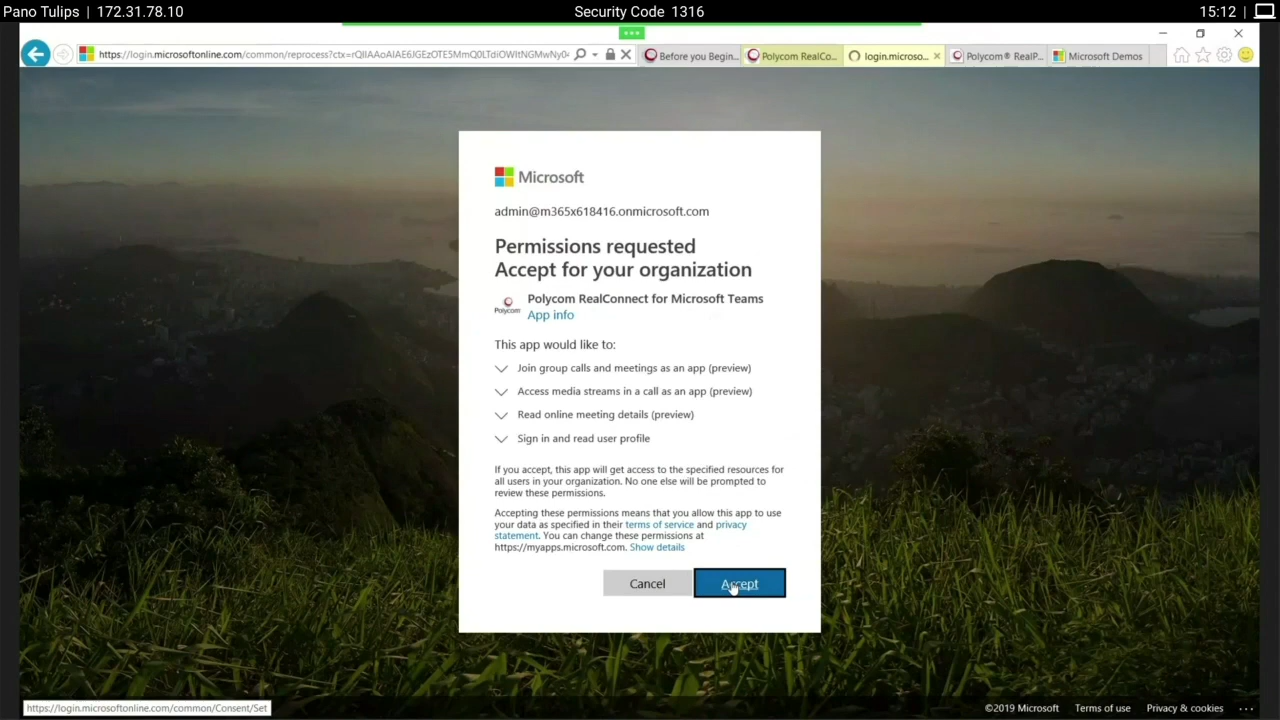 Pano Tulips | 172.31.78.10
Security Code 1316
15:12 |
Before you Begin...
Polycom RealCo...
login.microso...
Polycom® RealP...
Microsoft Demos
Microsoft
admin@m365x618416.onmicrosoft.com
Permissions requested
Accept for your organization
Polycom
Polycom RealConnect for Microsoft Teams
App info
This app would like to:
Join group calls and meetings as an app (preview)
Access media streams in a call as an app (preview)
Read online meeting details (preview)
Sign in and read user profile
If you accept, this app will get access to the specified resources for
all users in your organization. No one else will be prompted to
review these permissions.
Accepting these permissions means that you allow this app to use
your data as specified in their terms of service and privacy
statement. You can change these permissions at
https://myapps.microsoft.com. Show details
Cancel
Accept
https://login.microsoftonline.com/common/Consent/Set
©2019 Microsoft
Terms of use
Privacy & cookies
...